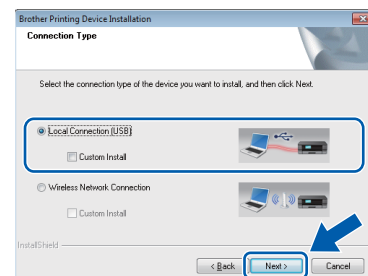 Brother Printing Device Installation
Connection Type
Select the connection type of the device you want to install, and then click Next.
Local Connection (USB)
Custom Install
Wireless Network Connection
Custom Install
InstallShield
< Back
Next >
Cancel